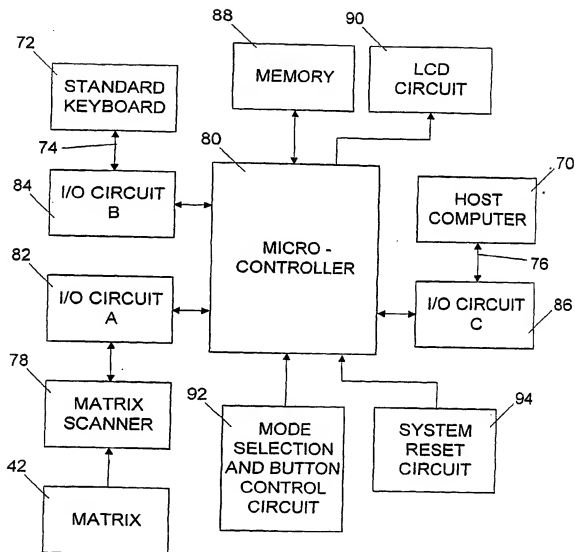 88
90
72
MEMORY
LCD
CIRCUIT
STANDARD
KEYBOARD
74
80
70
I/O CIRCUIT
B
HOST
COMPUTER
84
82
MICRO -
CONTROLLER
76
I/O CIRCUIT
A
I/O CIRCUIT
C
86
78
92
94
MATRIX
SCANNER
MODE
SELECTION
AND BUTTON
CONTROL
CIRCUIT
SYSTEM
RESET
CIRCUIT
42
MATRIX